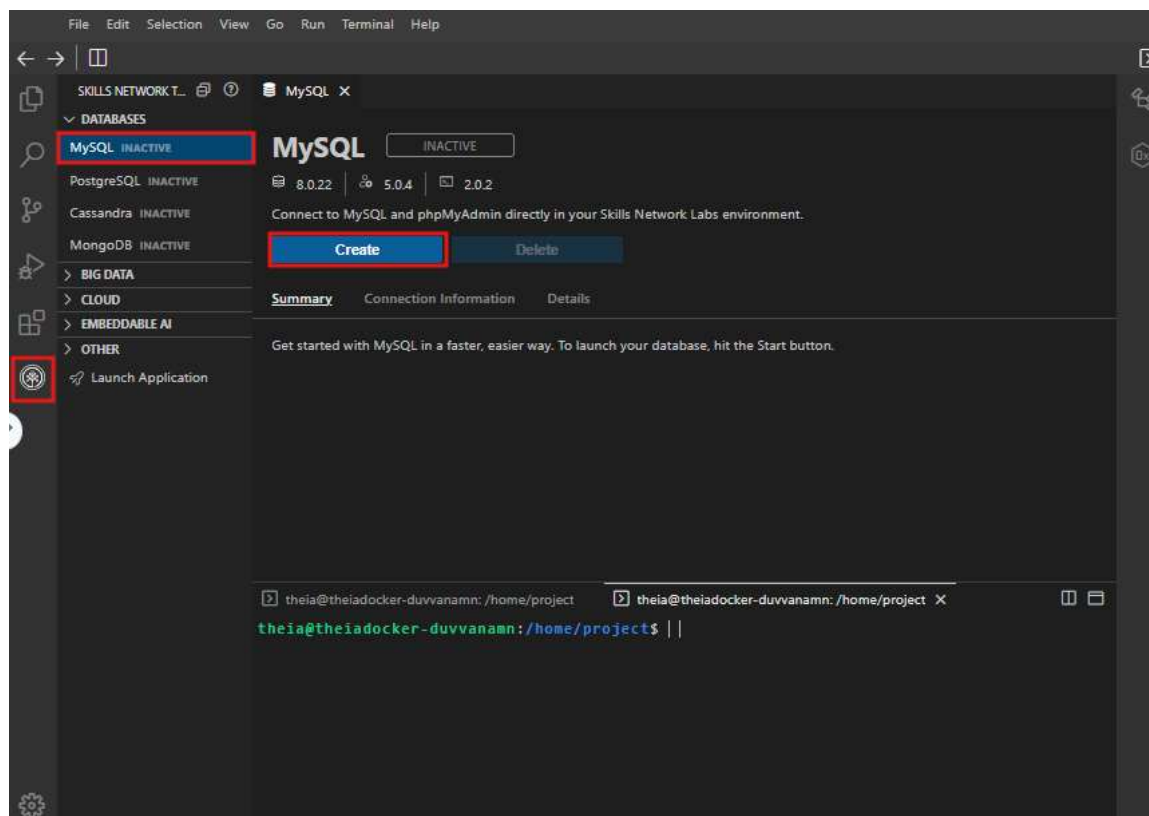 File Edit Selection View Go Run Terminal Help
SKILLS NETWORK T...
MySQL
DATABASES
MySQL INACTIVE
PostgreSQL INACTIVE
Cassandra INACTIVE
MongoDB INACTIVE
BIG DATA
CLOUD
EMBEDDABLE AI
OTHER
Launch Application
MySQL INACTIVE
8.0.22 5.0.4 2.0.2
Connect to MySQL and phpMyAdmin directly in your Skills Network Labs environment.
Create Delete
Summary Connection Information Details
Get started with MySQL in a faster, easier way. To launch your database, hit the Start button.
theia@theiadocker-duvvanamn: /home/project theia@theiadocker-duvvanamn: /home/project
theia@theiadocker-duvvanamn:/home/project$